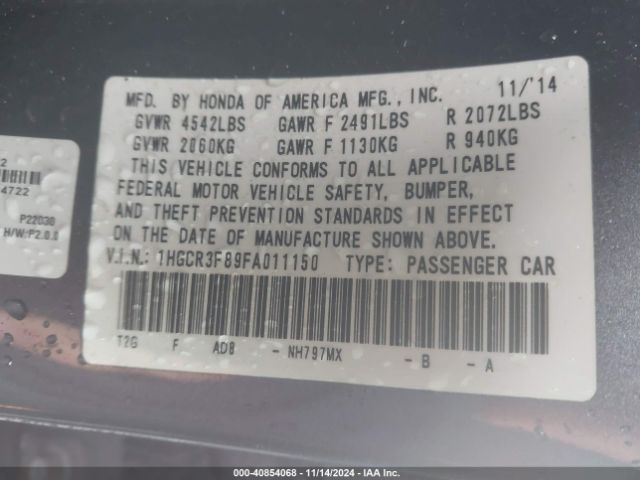 MFD. BY HONDA OF AMERICA MFG., INC. 11/'14
GVWR 4542LBS GAWR F 2491LBS R 2072LBS
GVWR 2060KG GAWR F 1130KG R 940KG
THIS VEHICLE CONFORMS TO ALL APPLICABLE
FEDERAL MOTOR VEHICLE SAFETY, BUMPER,
AND THEFT PREVENTION STANDARDS IN EFFECT
ON THE DATE OF MANUFACTURE SHOWN ABOVE.
V.I.N.: 1HGCR3F89FA011150 TYPE: PASSENGER CAR
T2G F AD8 - NH797MX - B - A
2
4722
P22030
H/W:P2.0.0
000-40854068 - 11/14/2024 - IAA Inc.